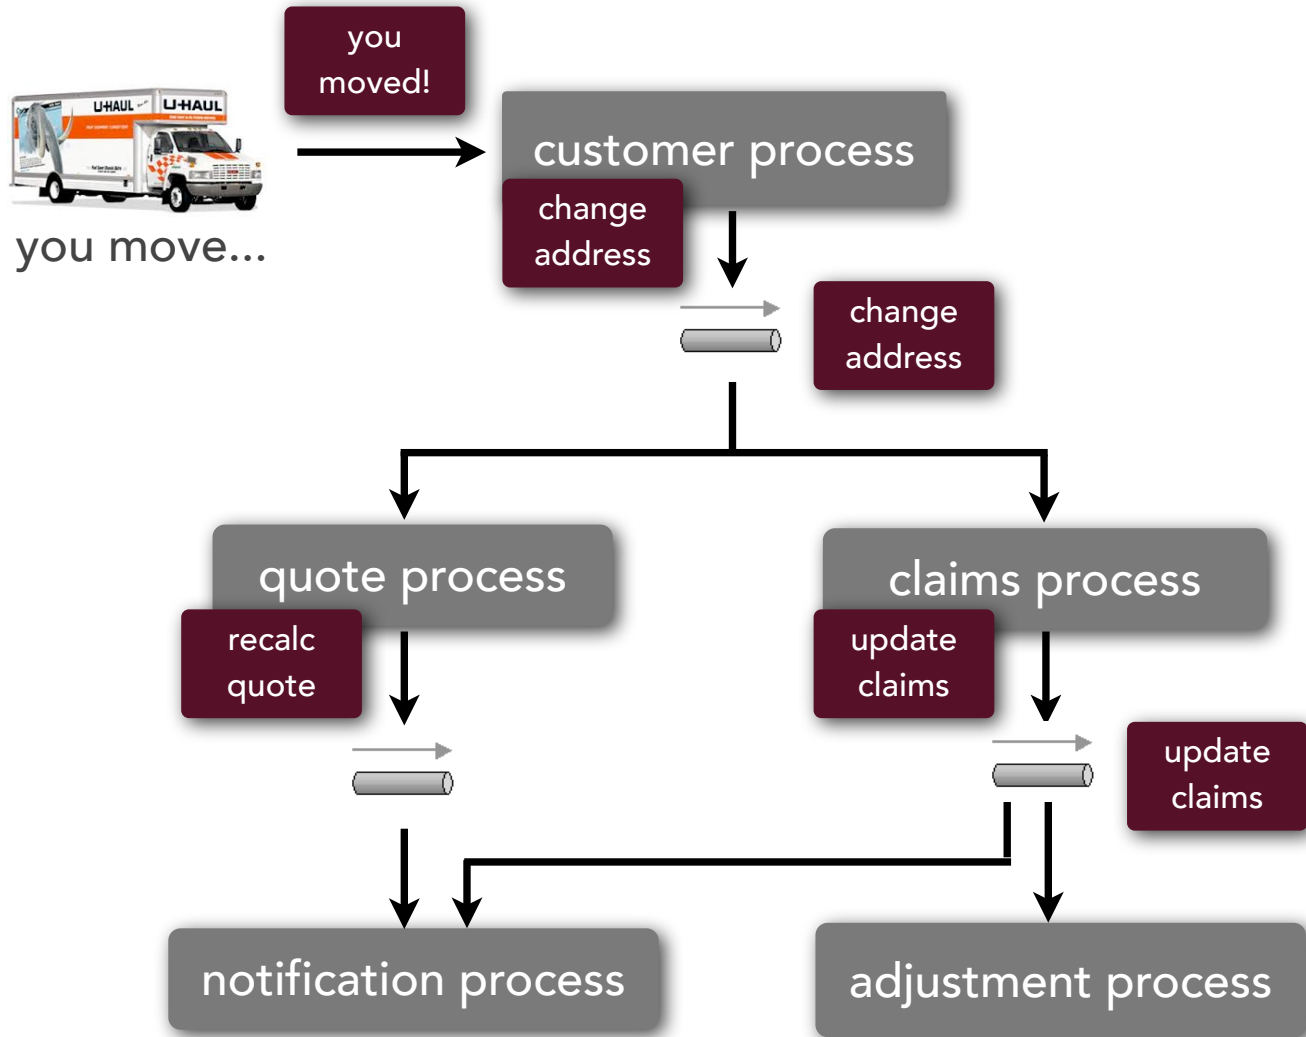 you
moved!
U-HAUL
U-HAUL
customer process
you move...
change
address
change
address
quote process
claims process
recalc
quote
update
claims
update
claims
notification process
adjustment process